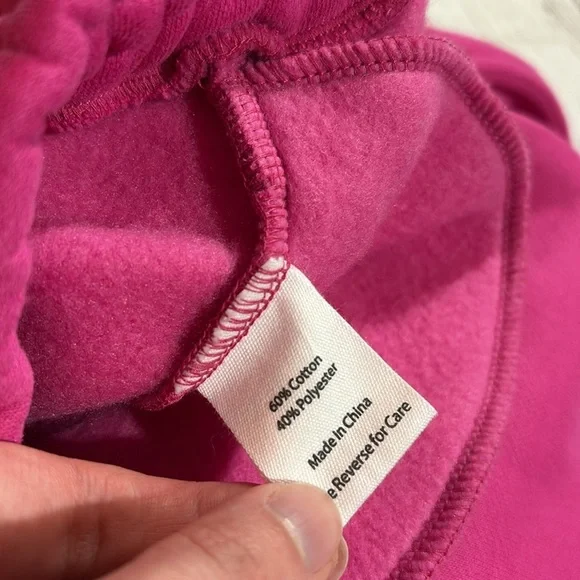 60% Cotton
40% Polyester
Made in China
e Reverse for Care